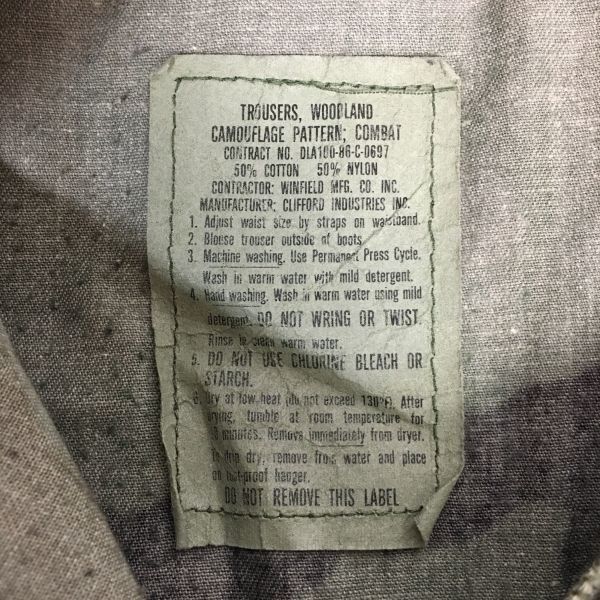 TROUSERS, WOODLAND
CAMOUFLAGE PATTERN; COMBAT
CONTRACT NO. DLA100-86-C-0697
50% COTTON 50% NYLON
CONTRACTOR: WINFIELD MFG. CO. INC.
MANUFACTURER: CLIFFORD INDUSTRIES INC.
1. Adjust waist size by straps on waistband.
2. Blouse trouser outside of boots.
3. Machine washing. Use Permanent Press Cycle.
Wash in warm water with mild detergent.
4. Hand washing. Wash in warm water using mild
detergent. DO NOT WRING OR TWIST.
Rinse in clean warm water.
5. DO NOT USE CHLORINE BLEACH OR
STARCH.
6. Dry at low heat (do not exceed 130°F). After
drying, tumble at room temperature for
minutes. Remove immediately from dryer.
To drip dry, remove from water and place
on rust-proof hanger.
DO NOT REMOVE THIS LABEL